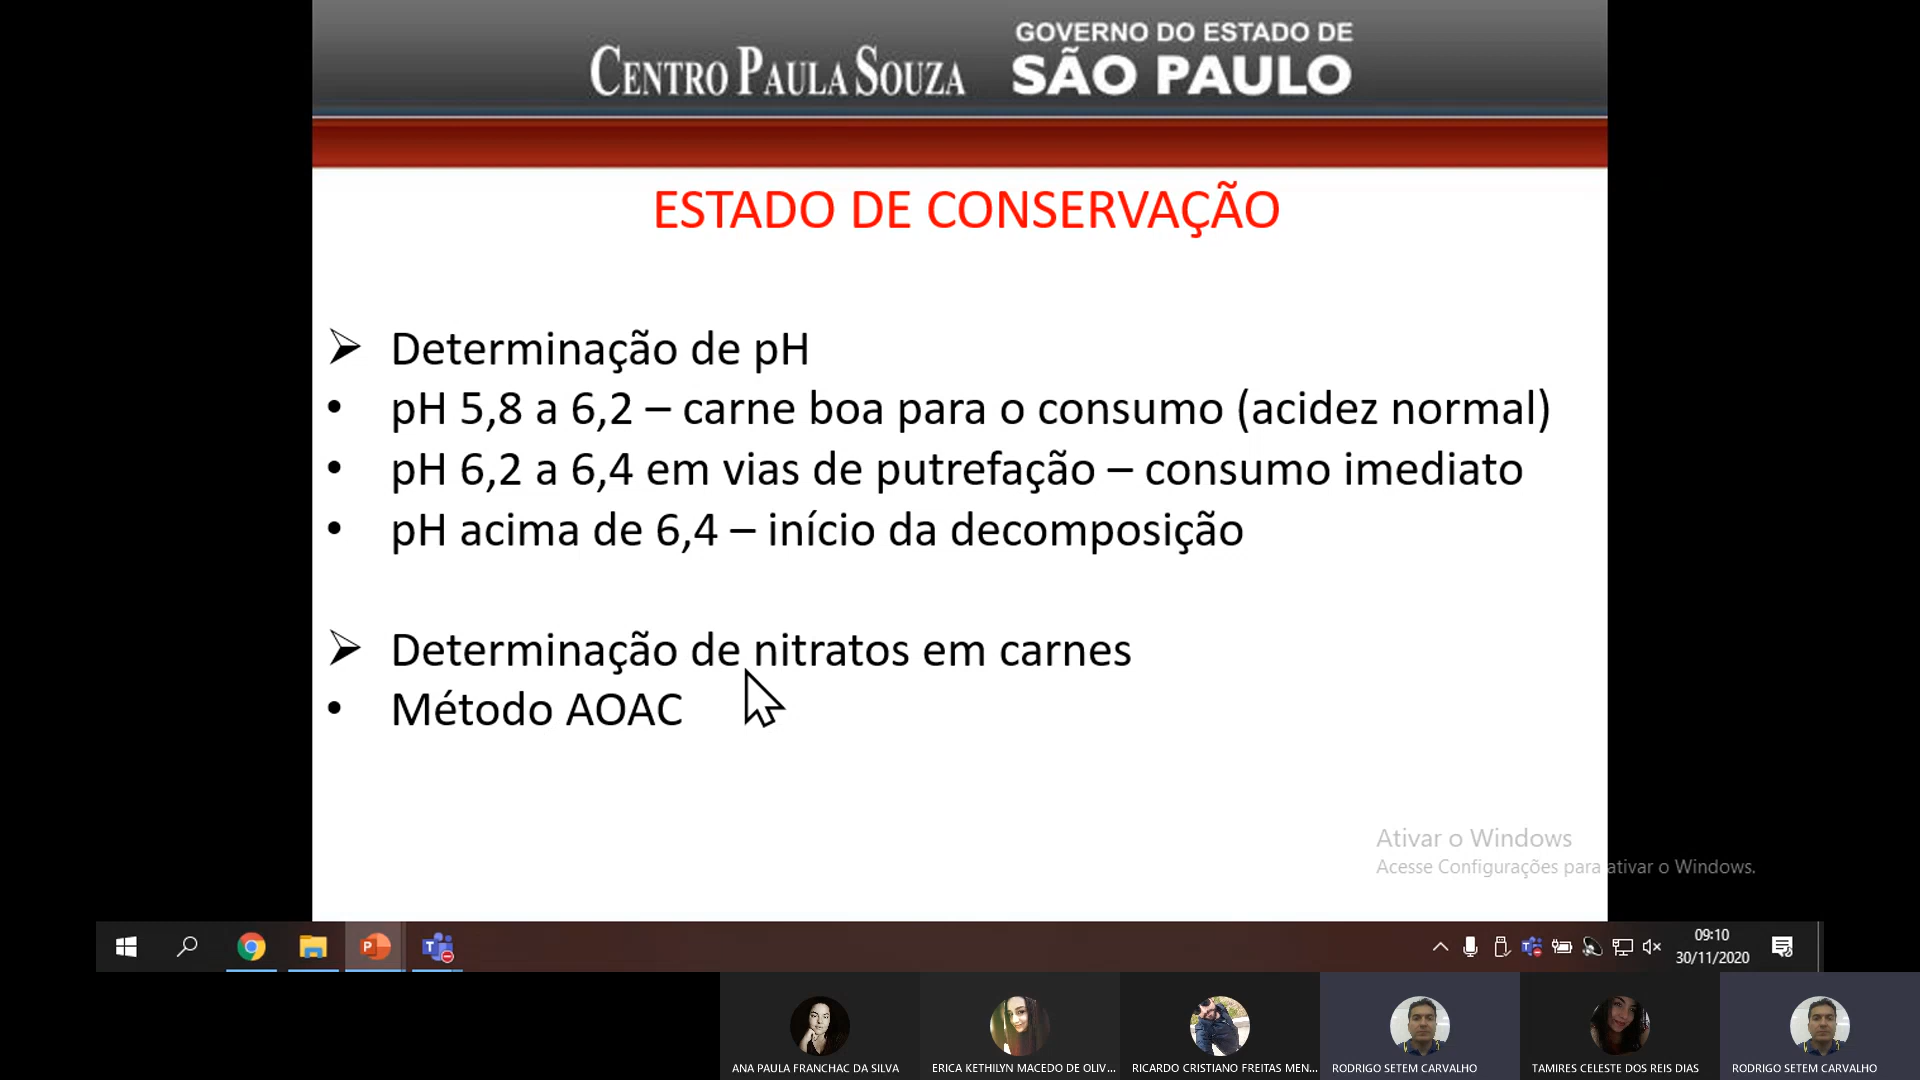 GOVERNO DO ESTADO DE
CENTRO PAULA SOUZA
SÃO PAULO
ESTADO DE CONSERVAÇÃO
➢ Determinação de pH
• pH 5,8 a 6,2 – carne boa para o consumo (acidez normal)
• pH 6,2 a 6,4 em vias de putrefação – consumo imediato
• pH acima de 6,4 – início da decomposição
➢ Determinação de nitratos em carnes
• Método AOAC
Ativar o Windows
Acesse Configurações para ativar o Windows.
09:10
30/11/2020
ANA PAULA FRANCHAC DA SILVA
ERICA KETHILYN MACEDO DE OLIV...
RICARDO CRISTIANO FREITAS MEN...
RODRIGO SETEM CARVALHO
TAMIRES CELESTE DOS REIS DIAS
RODRIGO SETEM CARVALHO